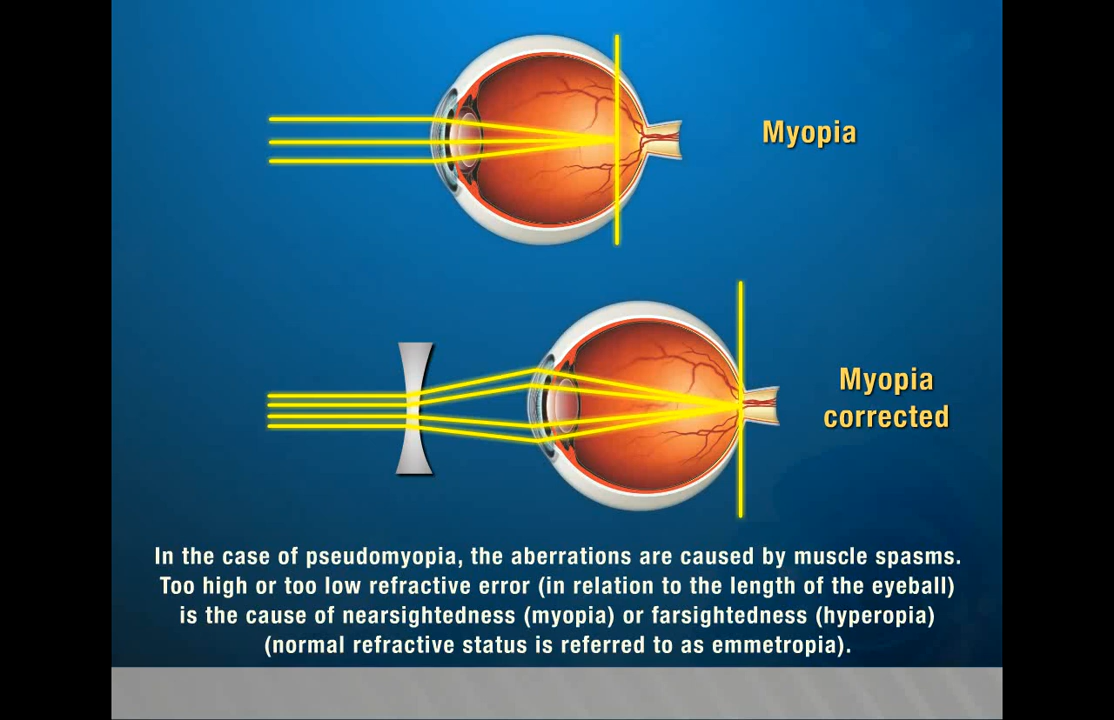 Myopia
Myopia
corrected
In the case of pseudomyopia, the aberrations are caused by muscle spasms.
Too high or too low refractive error (in relation to the length of the eyeball)
is the cause of nearsightedness (myopia) or farsightedness (hyperopia)
(normal refractive status is referred to as emmetropia).